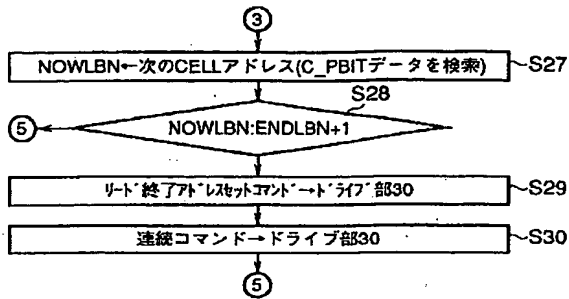 ③
NOWLBN←次のCELLアドレス(C_PBITデータを検索) S27
S28
⑤ NOWLBN:ENDLBN+1
ﾘｰﾄﾞ終了ｱﾄﾞﾚｽｾｯﾄｺﾏﾝﾄﾞ→ﾄﾞﾗｲﾌﾞ部30 S29
連続コマンド→ドライブ部30 S30
⑤